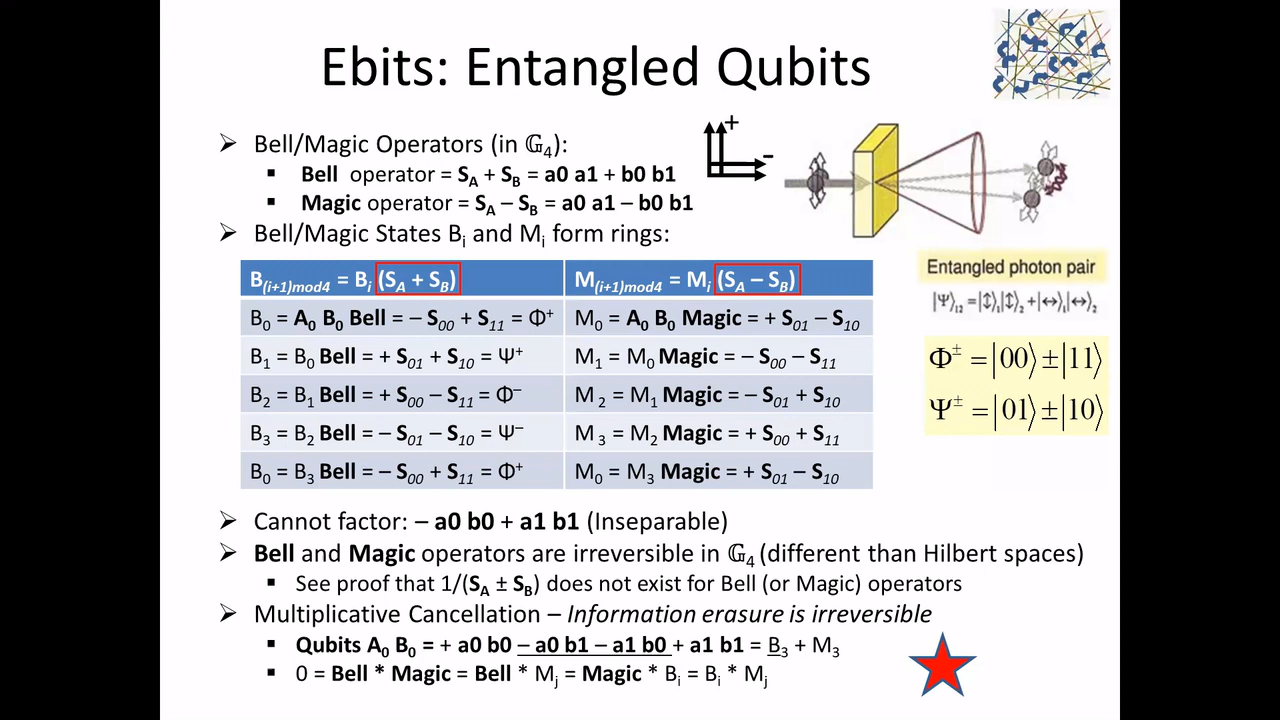 Ebits: Entangled Qubits
➢ Bell/Magic Operators (in 𝔾₄):
▪ Bell operator = S_A + S_B = a0 a1 + b0 b1
▪ Magic operator = S_A – S_B = a0 a1 – b0 b1
➢ Bell/Magic States B_i and M_i form rings:
+
-
B_(i+1)mod4 = B_i (S_A + S_B) M_(i+1)mod4 = M_i (S_A – S_B)
B₀ = A₀ B₀ Bell = – S₀₀ + S₁₁ = Φ⁺ M₀ = A₀ B₀ Magic = + S₀₁ – S₁₀
B₁ = B₀ Bell = + S₀₁ + S₁₀ = Ψ⁺ M₁ = M₀ Magic = – S₀₀ – S₁₁
B₂ = B₁ Bell = + S₀₀ – S₁₁ = Φ⁻ M₂ = M₁ Magic = – S₀₁ + S₁₀
B₃ = B₂ Bell = – S₀₁ – S₁₀ = Ψ⁻ M₃ = M₂ Magic = + S₀₀ + S₁₁
B₀ = B₃ Bell = – S₀₀ + S₁₁ = Φ⁺ M₀ = M₃ Magic = + S₀₁ – S₁₀
Entangled photon pair
|Ψ⟩₁₂ =|↕⟩₁|↕⟩₂ +|↔⟩₁|↔⟩₂
Φ^± = |00⟩ ± |11⟩
Ψ^± = |01⟩ ± |10⟩
➢ Cannot factor: – a0 b0 + a1 b1 (Inseparable)
➢ Bell and Magic operators are irreversible in 𝔾₄ (different than Hilbert spaces)
▪ See proof that 1/(S_A ± S_B) does not exist for Bell (or Magic) operators
➢ Multiplicative Cancellation – Information erasure is irreversible
▪ Qubits A₀ B₀ = + a0 b0 – a0 b1 – a1 b0 + a1 b1 = B₃ + M₃
▪ 0 = Bell * Magic = Bell * M_j = Magic * B_i = B_i * M_j